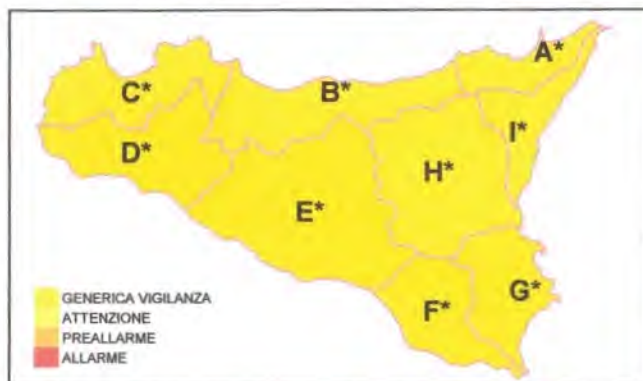 A*
C*
B*
I*
D*
H*
E*
G*
F*
GENERICA VIGILANZA
ATTENZIONE
PREALLARME
ALLARME